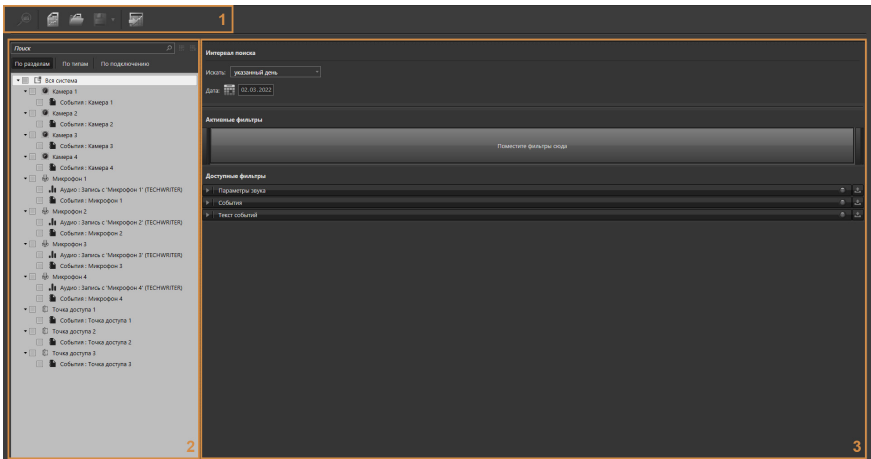 1
Поиск
По разделам По типам По подключению
Вся система
Камера 1
События : Камера 1
Камера 2
События : Камера 2
Камера 3
События : Камера 3
Камера 4
События : Камера 4
Микрофон 1
Аудио : Запись с 'Микрофон 1' (TECHWRITER)
События : Микрофон 1
Микрофон 2
Аудио : Запись с 'Микрофон 2' (TECHWRITER)
События : Микрофон 2
Микрофон 3
Аудио : Запись с 'Микрофон 3' (TECHWRITER)
События : Микрофон 3
Микрофон 4
Аудио : Запись с 'Микрофон 4' (TECHWRITER)
События : Микрофон 4
Точка доступа 1
События : Точка доступа 1
Точка доступа 2
События : Точка доступа 2
Точка доступа 3
События : Точка доступа 3
2
Интервал поиска
Искать: указанный день
Дата: 02.03.2022
Активные фильтры
Поместите фильтры сюда
Доступные фильтры
Параметры звука
События
Текст событий
3